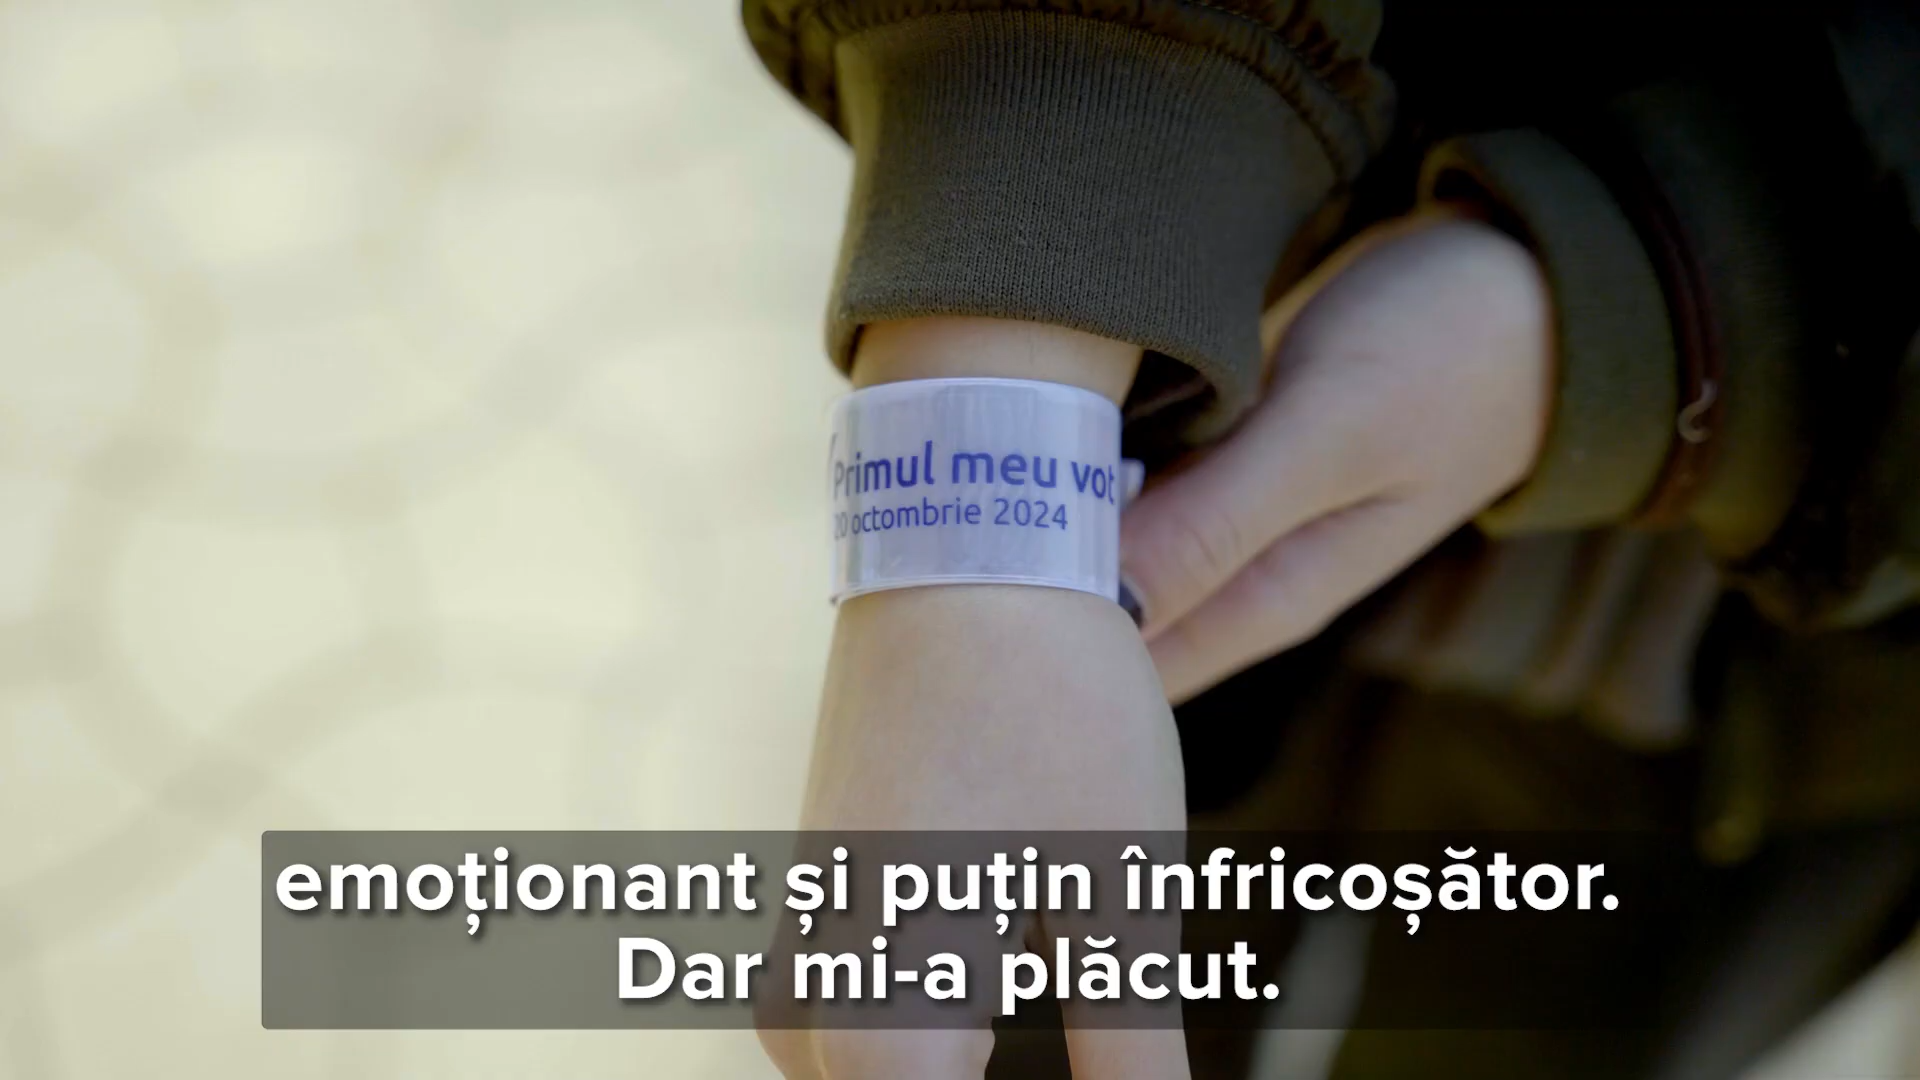 Primul meu vot
20 octombrie 2024
emoționant și puțin înfricoșător.
Dar mi-a plăcut.